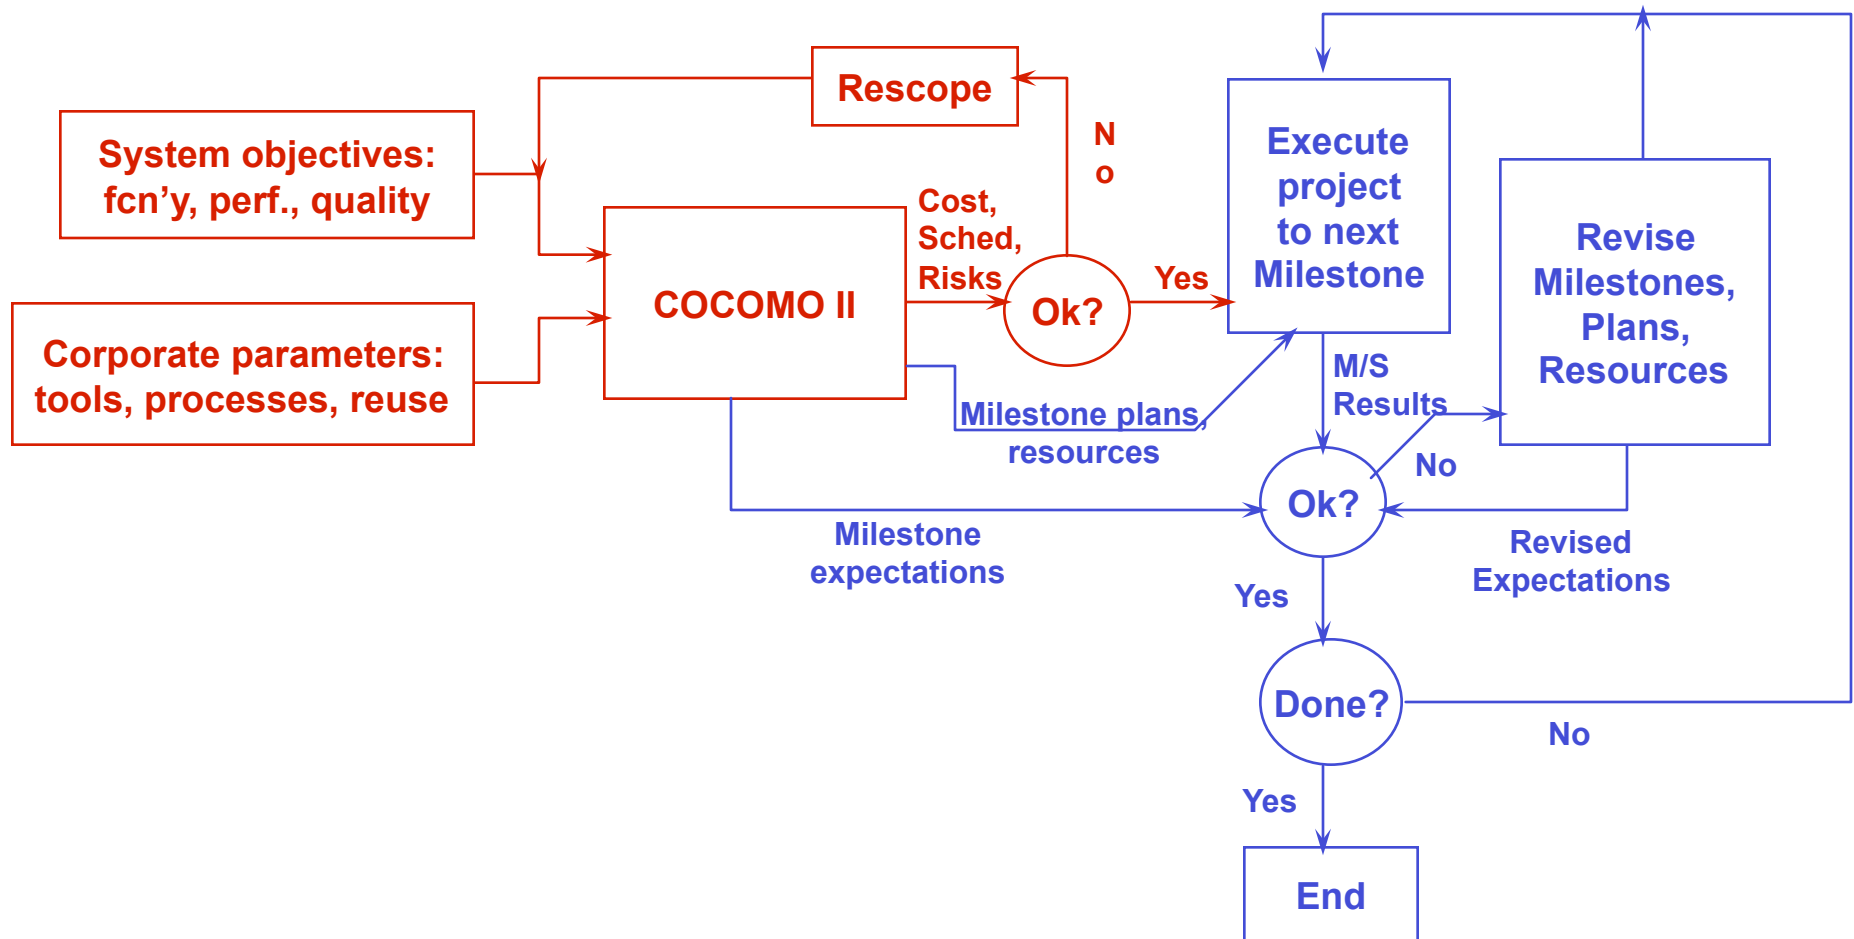 Rescope
System objectives:
fcn'y, perf., quality
N
o
Execute
project
to next
Milestone
Cost,
Sched,
Risks
Revise
Milestones,
Plans,
Resources
COCOMO II
Ok?
Yes
Corporate parameters:
tools, processes, reuse
M/S
Results
Milestone plans,
resources
No
Ok?
Milestone
expectations
Revised
Expectations
Yes
Done?
No
Yes
End